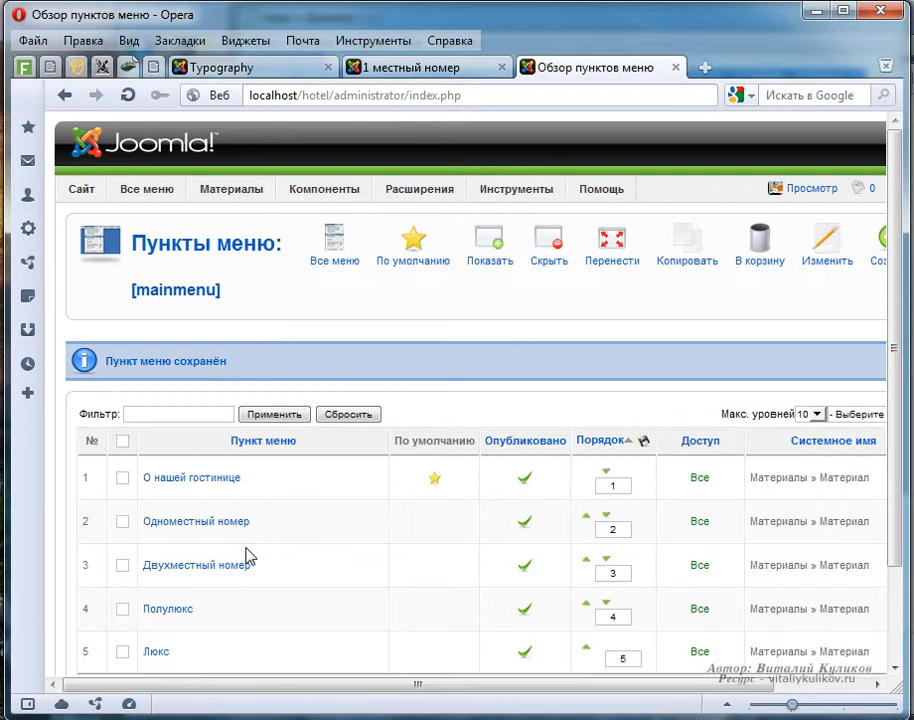 Обзор пунктов меню - Opera
Файл Правка Вид Закладки Виджеты Почта Инструменты Справка
Typography 1 местный номер Обзор пунктов меню
Веб localhost/hotel/administrator/index.php Искать в Google
Joomla!™
Сайт Все меню Материалы Компоненты Расширения Инструменты Помощь Просмотр 0
Пункты меню:
[mainmenu]
Все меню По умолчанию Показать Скрыть Перенести Копировать В корзину Изменить Соз
Пункт меню сохранён
Фильтр: Применить Сбросить Макс. уровней 10 - Выберите
№ Пункт меню По умолчанию Опубликовано Порядок Доступ Системное имя
1 О нашей гостинице 1 Все Материалы » Материал
2 Одноместный номер 2 Все Материалы » Материал
3 Двухместный номер 3 Все Материалы » Материал
4 Полулюкс 4 Все Материалы » Материал
5 Люкс 5 Все Материалы » Материал
Автор: Виталий Куликов
Ресурс - vitaliykulikov.ru